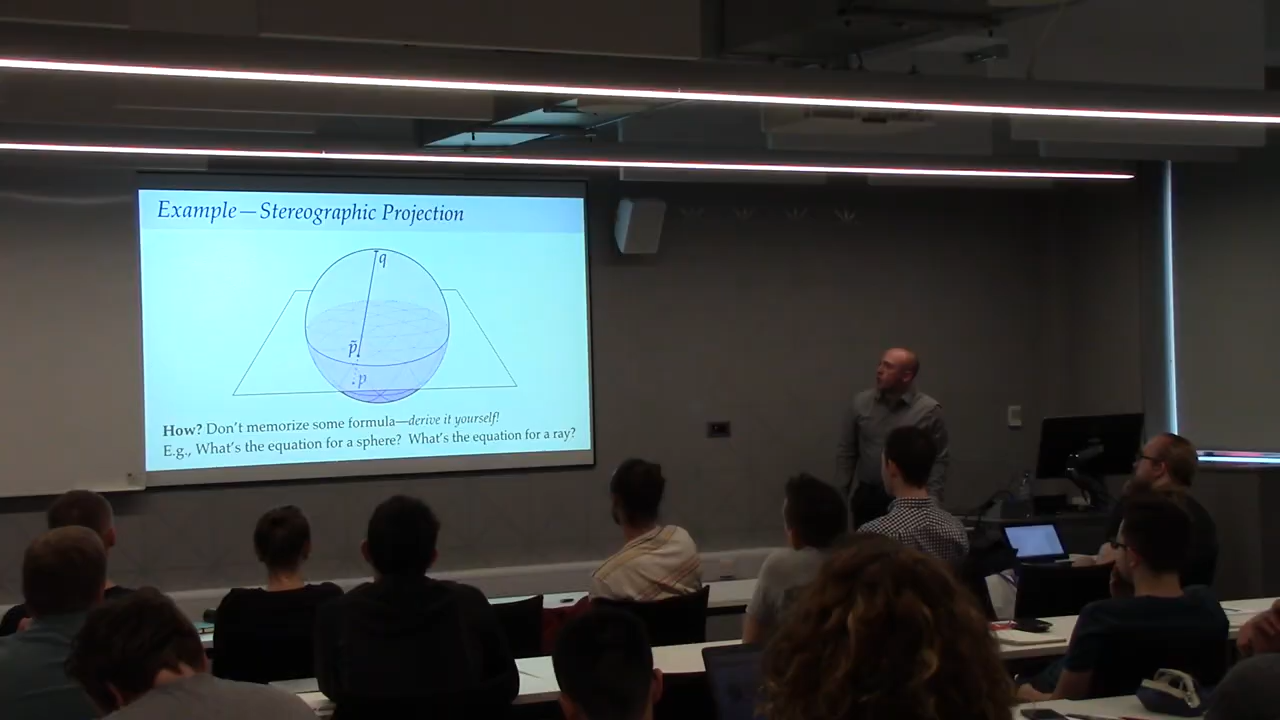 Example—Stereographic Projection
q
p̃
p
How? Don't memorize some formula—derive it yourself!
E.g., What's the equation for a sphere? What's the equation for a ray?